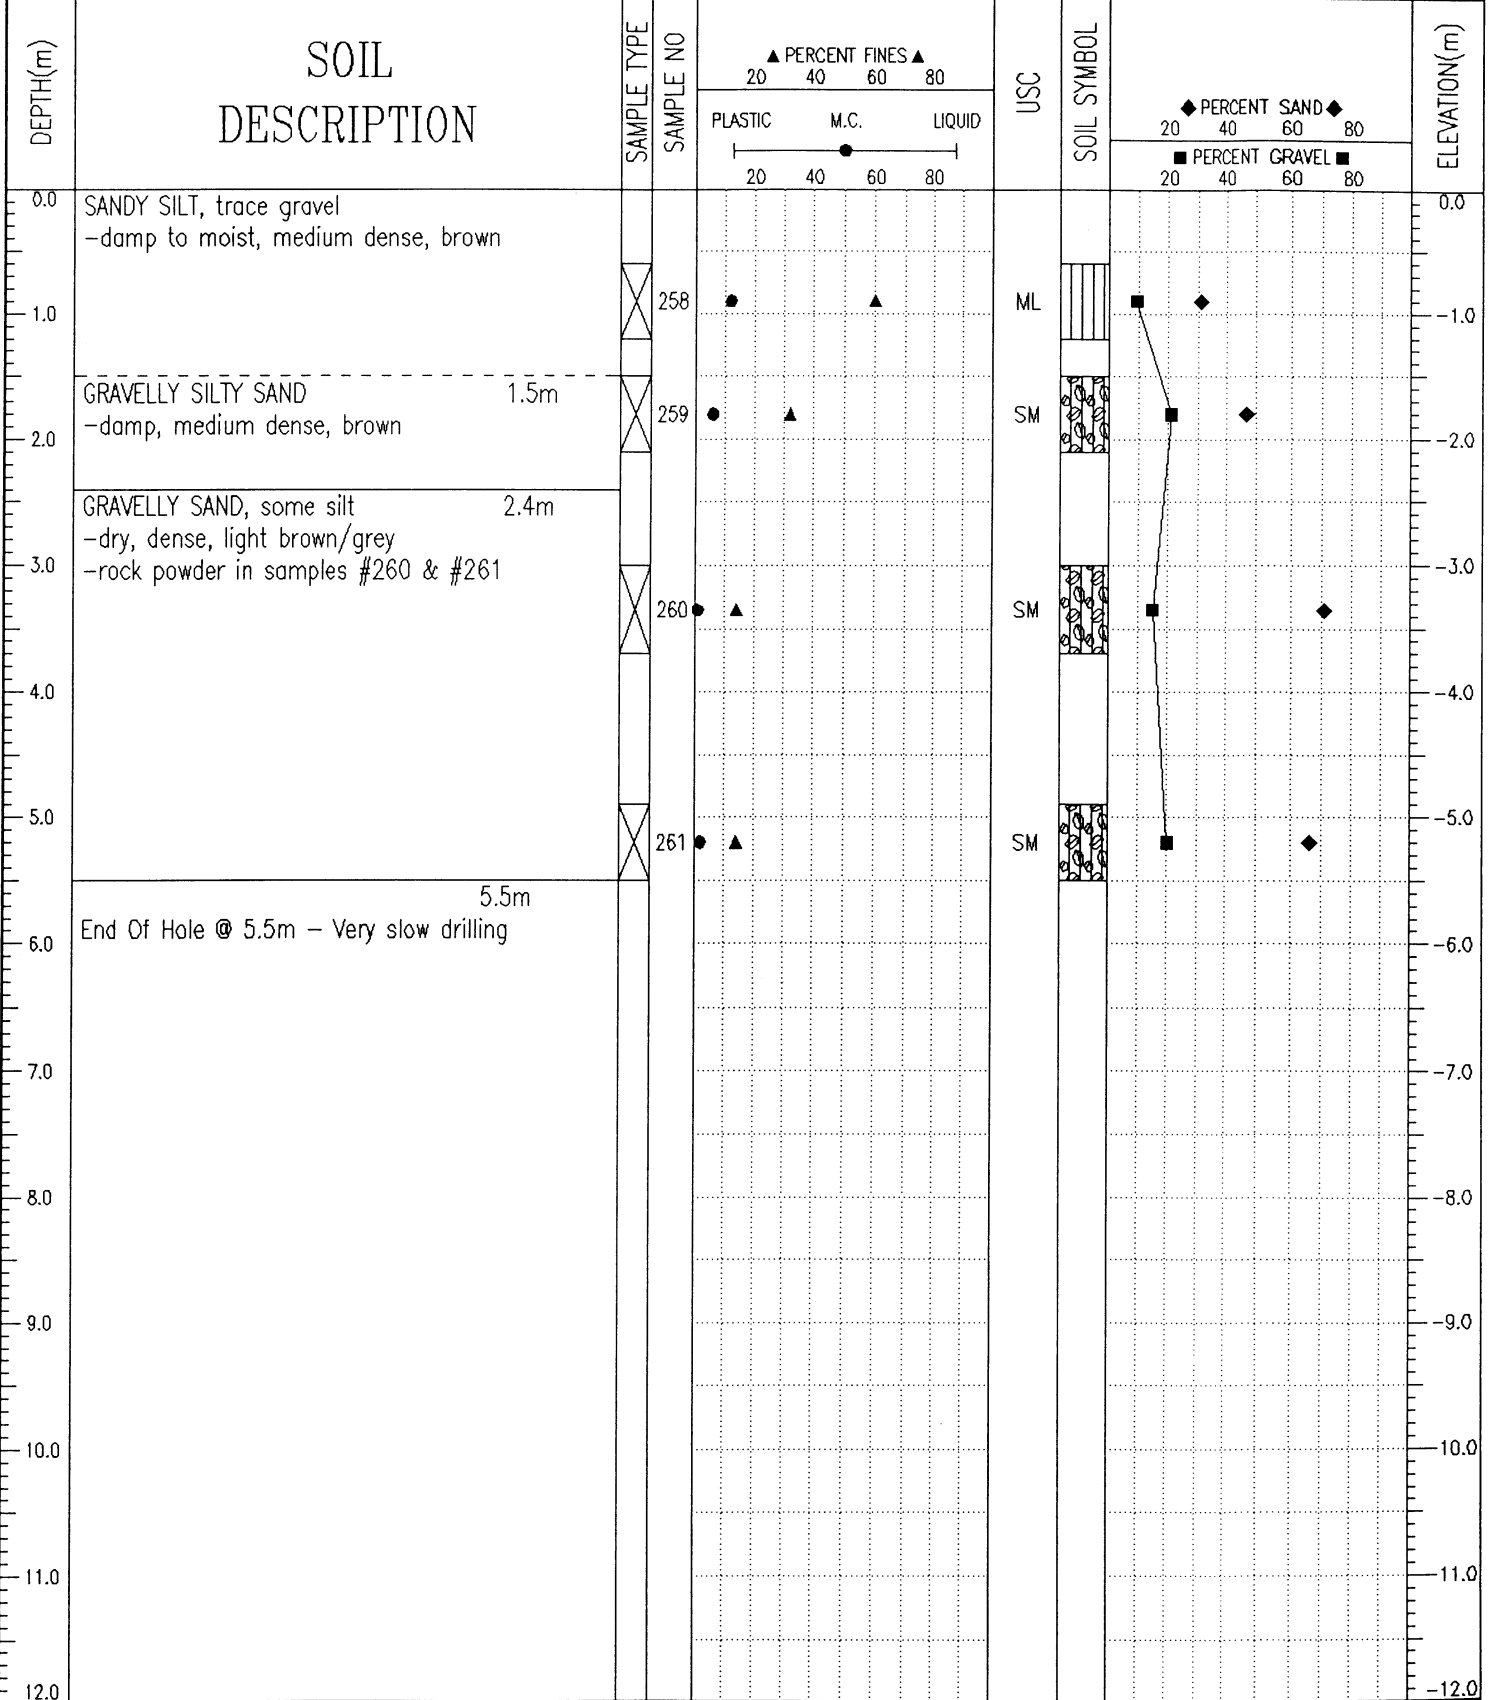 DEPTH(m)
SOIL
DESCRIPTION
SAMPLE TYPE
SAMPLE NO
▲ PERCENT FINES ▲
20 40 60 80
PLASTIC M.C. LIQUID
20 40 60 80
USC
SOIL SYMBOL
◆ PERCENT SAND ◆
20 40 60 80
■ PERCENT GRAVEL ■
20 40 60 80
ELEVATION(m)
0.0
1.0
2.0
3.0
4.0
5.0
6.0
7.0
8.0
9.0
10.0
11.0
12.0
SANDY SILT, trace gravel
-damp to moist, medium dense, brown
GRAVELLY SILTY SAND 1.5m
-damp, medium dense, brown
GRAVELLY SAND, some silt 2.4m
-dry, dense, light brown/grey
-rock powder in samples #260 & #261
5.5m
End Of Hole @ 5.5m - Very slow drilling
258
259
260
261
ML
SM
SM
SM
0.0
-1.0
-2.0
-3.0
-4.0
-5.0
-6.0
-7.0
-8.0
-9.0
-10.0
-11.0
-12.0